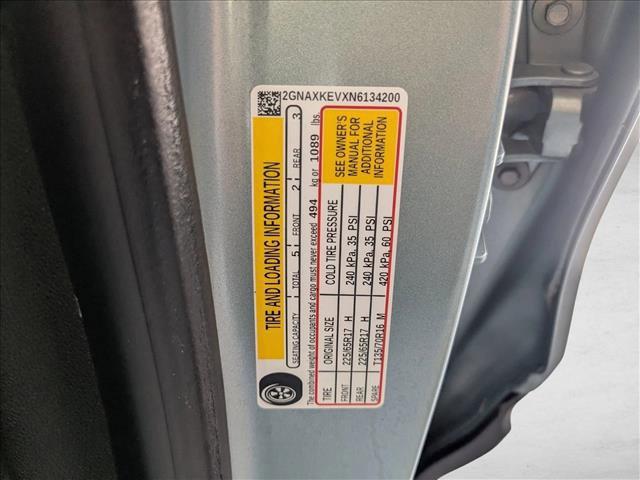 2GNAXKEVXN6134200
TIRE AND LOADING INFORMATION
SEATING CAPACITY TOTAL 5 FRONT 2 REAR 3
The combined weight of occupants and cargo must never exceed 494 kg or 1089 lbs.
TIRE ORIGINAL SIZE COLD TIRE PRESSURE
FRONT 225/65R17 H 240 kPa, 35 PSI
REAR 225/65R17 H 240 kPa, 35 PSI
SPARE T135/70R16 M 420 kPa, 60 PSI
SEE OWNER'S
MANUAL FOR
ADDITIONAL
INFORMATION